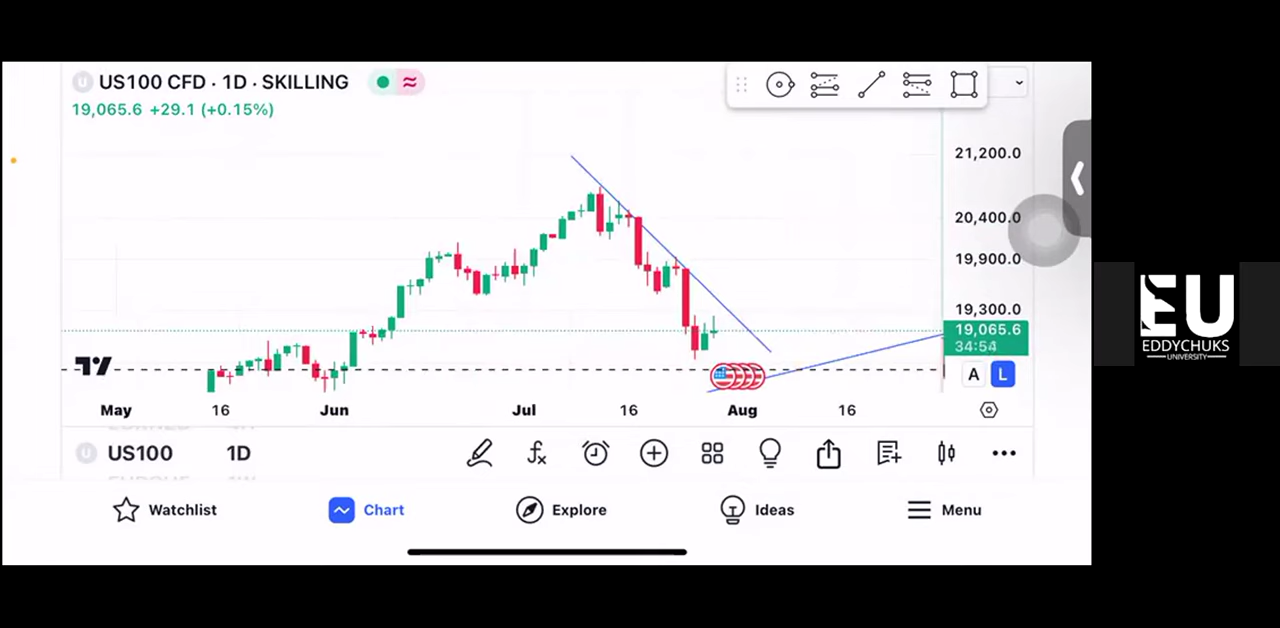 US100 CFD · 1D · SKILLING
19,065.6 +29.1 (+0.15%)
21,200.0
20,400.0
19,900.0
19,300.0
19,065.6
34:54
A L
May 16 Jun Jul 16 Aug 16
US100 1D
Watchlist Chart Explore Ideas Menu
EU
EDDYCHUKS
UNIVERSITY